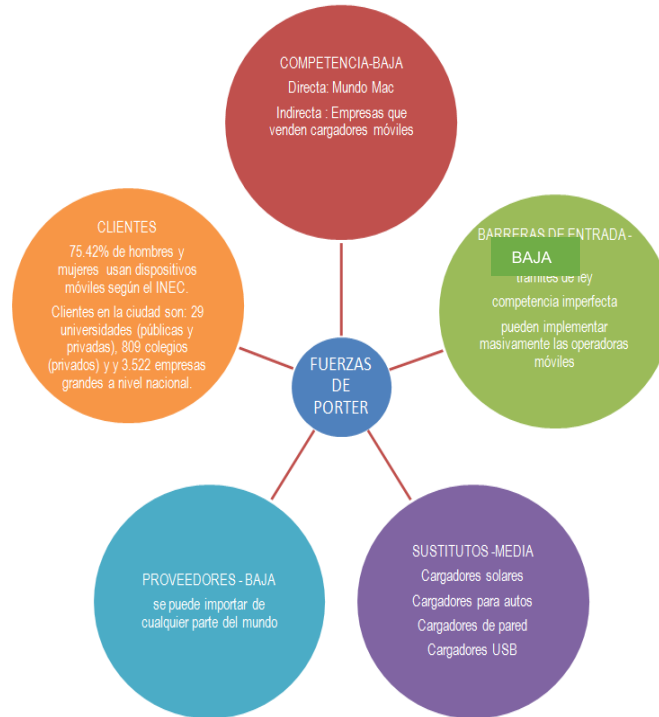 COMPETENCIA-BAJA
Directa: Mundo Mac
Indirecta : Empresas que
venden cargadores móviles
CLIENTES
75.42% de hombres y
mujeres usan dispositivos
móviles según el INEC.
Clientes en la ciudad son: 29
universidades (públicas y
privadas), 809 colegios
(privados) y y 3.522 empresas
grandes a nivel nacional.
BARRERAS DE ENTRADA -
BAJA
trámites de ley
competencia imperfecta
pueden implementar
masivamente las operadoras
móviles
FUERZAS
DE
PORTER
PROVEEDORES - BAJA
se puede importar de
cualquier parte del mundo
SUSTITUTOS -MEDIA
Cargadores solares
Cargadores para autos
Cargadores de pared
Cargadores USB